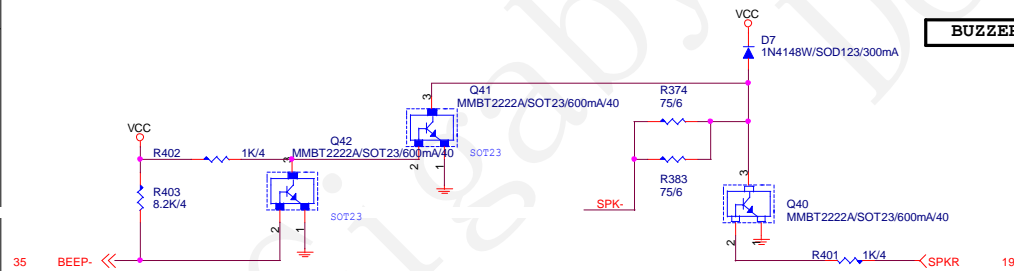 VCC
BUZZER
D7
1N4148W/SOD123/300mA
Q41
MMBT2222A/SOT23/600mA/40
3
R374
75/6
VCC
Q42
MMBT2222A/SOT23/600mA/40
SOT23
R402
1K/4
3
2
1
R383
75/6
3
R403
8.2K/4
SOT23
SPK-
Q40
MMBT2222A/SOT23/600mA/40
2
1
2
1
R401
1K/4
35
BEEP-
SPKR
19